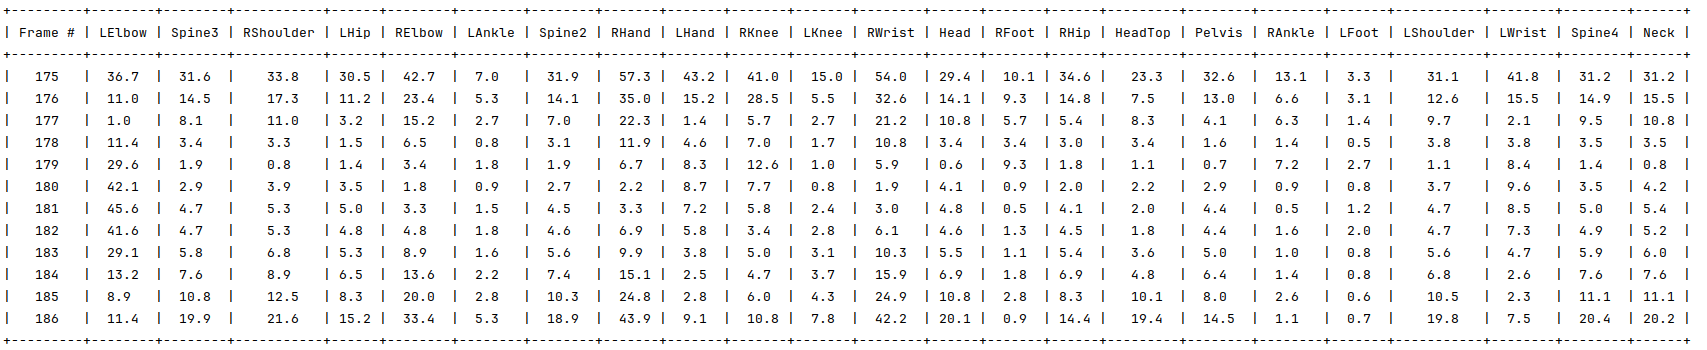 +---------+--------+--------+-----------+------+--------+--------+--------+-------+-------+-------+-------+--------+------+-------+------+---------+--------+--------+-------+-----------+--------+--------+------+
| Frame # | LElbow | Spine3 | RShoulder | LHip | RElbow | LAnkle | Spine2 | RHand | LHand | RKnee | LKnee | RWrist | Head | RFoot | RHip | HeadTop | Pelvis | RAnkle | LFoot | LShoulder | LWrist | Spine4 | Neck |
+---------+--------+--------+-----------+------+--------+--------+--------+-------+-------+-------+-------+--------+------+-------+------+---------+--------+--------+-------+-----------+--------+--------+------+
| 175 | 36.7 | 31.6 | 33.8 | 30.5 | 42.7 | 7.0 | 31.9 | 57.3 | 43.2 | 41.0 | 15.0 | 54.0 | 29.4 | 10.1 | 34.6 | 23.3 | 32.6 | 13.1 | 3.3 | 31.1 | 41.8 | 31.2 | 31.2 |
| 176 | 11.0 | 14.5 | 17.3 | 11.2 | 23.4 | 5.3 | 14.1 | 35.0 | 15.2 | 28.5 | 5.5 | 32.6 | 14.1 | 9.3 | 14.8 | 7.5 | 13.0 | 6.6 | 3.1 | 12.6 | 15.5 | 14.9 | 15.5 |
| 177 | 1.0 | 8.1 | 11.0 | 3.2 | 15.2 | 2.7 | 7.0 | 22.3 | 1.4 | 5.7 | 2.7 | 21.2 | 10.8 | 5.7 | 5.4 | 8.3 | 4.1 | 6.3 | 1.4 | 9.7 | 2.1 | 9.5 | 10.8 |
| 178 | 11.4 | 3.4 | 3.3 | 1.5 | 6.5 | 0.8 | 3.1 | 11.9 | 4.6 | 7.0 | 1.7 | 10.8 | 3.4 | 3.4 | 3.0 | 3.4 | 1.6 | 1.4 | 0.5 | 3.8 | 3.8 | 3.5 | 3.5 |
| 179 | 29.6 | 1.9 | 0.8 | 1.4 | 3.4 | 1.8 | 1.9 | 6.7 | 8.3 | 12.6 | 1.0 | 5.9 | 0.6 | 9.3 | 1.8 | 1.1 | 0.7 | 7.2 | 2.7 | 1.1 | 8.4 | 1.4 | 0.8 |
| 180 | 42.1 | 2.9 | 3.9 | 3.5 | 1.8 | 0.9 | 2.7 | 2.2 | 8.7 | 7.7 | 0.8 | 1.9 | 4.1 | 0.9 | 2.0 | 2.2 | 2.9 | 0.9 | 0.8 | 3.7 | 9.6 | 3.5 | 4.2 |
| 181 | 45.6 | 4.7 | 5.3 | 5.0 | 3.3 | 1.5 | 4.5 | 3.3 | 7.2 | 5.8 | 2.4 | 3.0 | 4.8 | 0.5 | 4.1 | 2.0 | 4.4 | 0.5 | 1.2 | 4.7 | 8.5 | 5.0 | 5.4 |
| 182 | 41.6 | 4.7 | 5.3 | 4.8 | 4.8 | 1.8 | 4.6 | 6.9 | 5.8 | 3.4 | 2.8 | 6.1 | 4.6 | 1.3 | 4.5 | 1.8 | 4.4 | 1.6 | 2.0 | 4.7 | 7.3 | 4.9 | 5.2 |
| 183 | 29.1 | 5.8 | 6.8 | 5.3 | 8.9 | 1.6 | 5.6 | 9.9 | 3.8 | 5.0 | 3.1 | 10.3 | 5.5 | 1.1 | 5.4 | 3.6 | 5.0 | 1.0 | 0.8 | 5.6 | 4.7 | 5.9 | 6.0 |
| 184 | 13.2 | 7.6 | 8.9 | 6.5 | 13.6 | 2.2 | 7.4 | 15.1 | 2.5 | 4.7 | 3.7 | 15.9 | 6.9 | 1.8 | 6.9 | 4.8 | 6.4 | 1.4 | 0.8 | 6.8 | 2.6 | 7.6 | 7.6 |
| 185 | 8.9 | 10.8 | 12.5 | 8.3 | 20.0 | 2.8 | 10.3 | 24.8 | 2.8 | 6.0 | 4.3 | 24.9 | 10.8 | 2.8 | 8.3 | 10.1 | 8.0 | 2.6 | 0.6 | 10.5 | 2.3 | 11.1 | 11.1 |
| 186 | 11.4 | 19.9 | 21.6 | 15.2 | 33.4 | 5.3 | 18.9 | 43.9 | 9.1 | 10.8 | 7.8 | 42.2 | 20.1 | 0.9 | 14.4 | 19.4 | 14.5 | 1.1 | 0.7 | 19.8 | 7.5 | 20.4 | 20.2 |
+---------+--------+--------+-----------+------+--------+--------+--------+-------+-------+-------+-------+--------+------+-------+------+---------+--------+--------+-------+-----------+--------+--------+------+